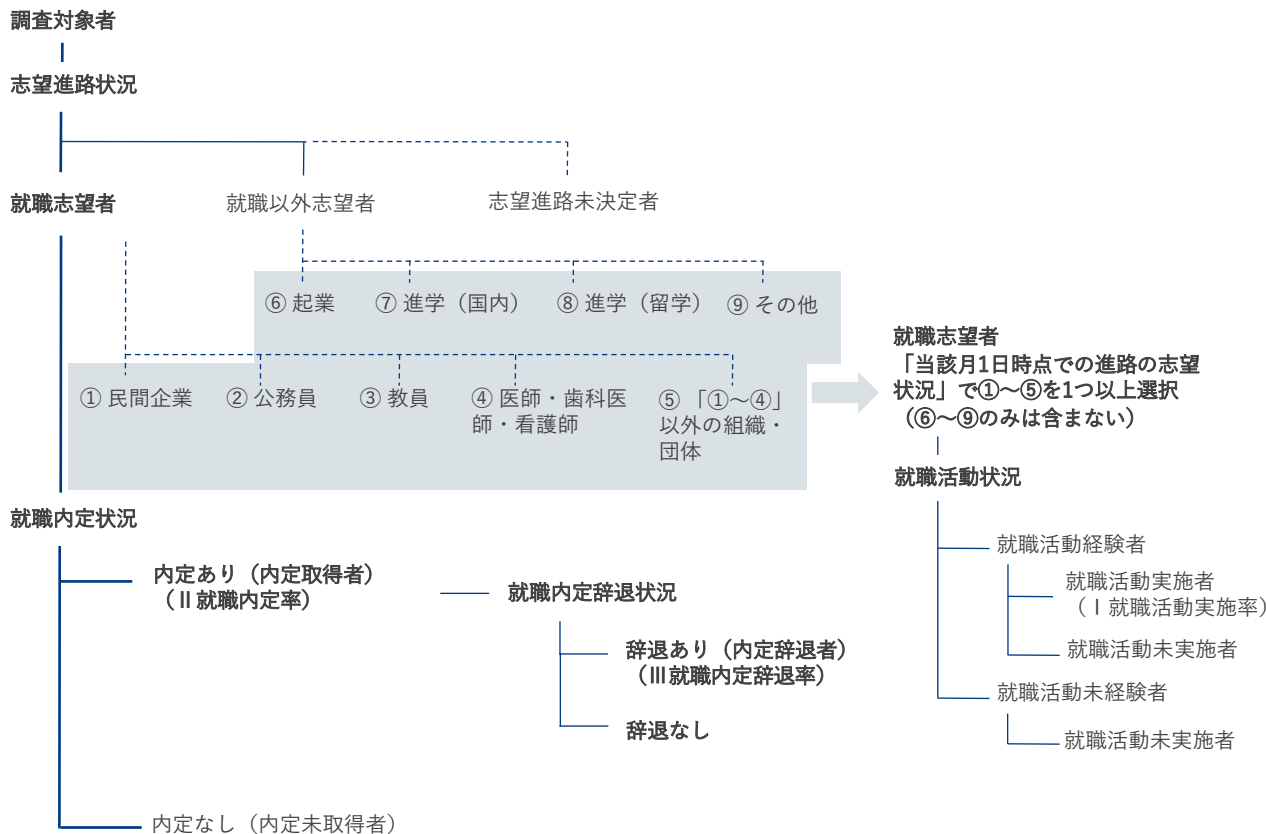 調査対象者
志望進路状況
就職志望者
就職以外志望者
志望進路未決定者
⑥ 起業
⑦ 進学（国内）
⑧ 進学（留学）
⑨ その他
① 民間企業
② 公務員
③ 教員
④ 医師・歯科医
師・看護師
⑤ 「①～④」
以外の組織・
団体
就職志望者
「当該月1日時点での進路の志望
状況」で①～⑤を1つ以上選択
（⑥～⑨のみは含まない）
就職活動状況
就職活動経験者
就職活動実施者
（Ⅰ就職活動実施率）
就職活動未実施者
就職活動未経験者
就職活動未実施者
就職内定状況
内定あり（内定取得者）
（Ⅱ就職内定率）
就職内定辞退状況
辞退あり（内定辞退者）
（Ⅲ就職内定辞退率）
辞退なし
内定なし（内定未取得者）